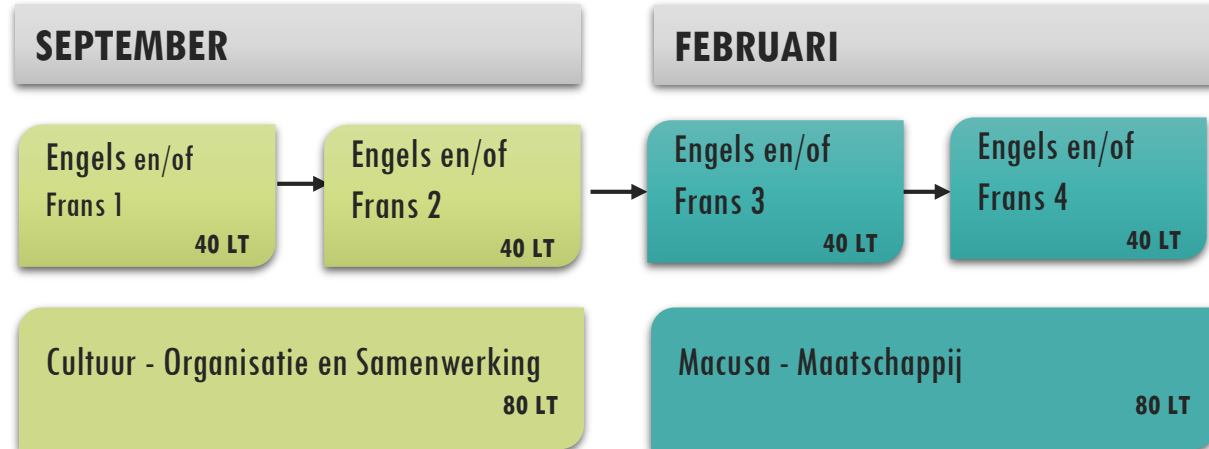 SEPTEMBER
FEBRUARI
Engels en/of
Frans 1
40 LT
Engels en/of
Frans 2
40 LT
Engels en/of
Frans 3
40 LT
Engels en/of
Frans 4
40 LT
Cultuur - Organisatie en Samenwerking
80 LT
Macusa - Maatschappij
80 LT